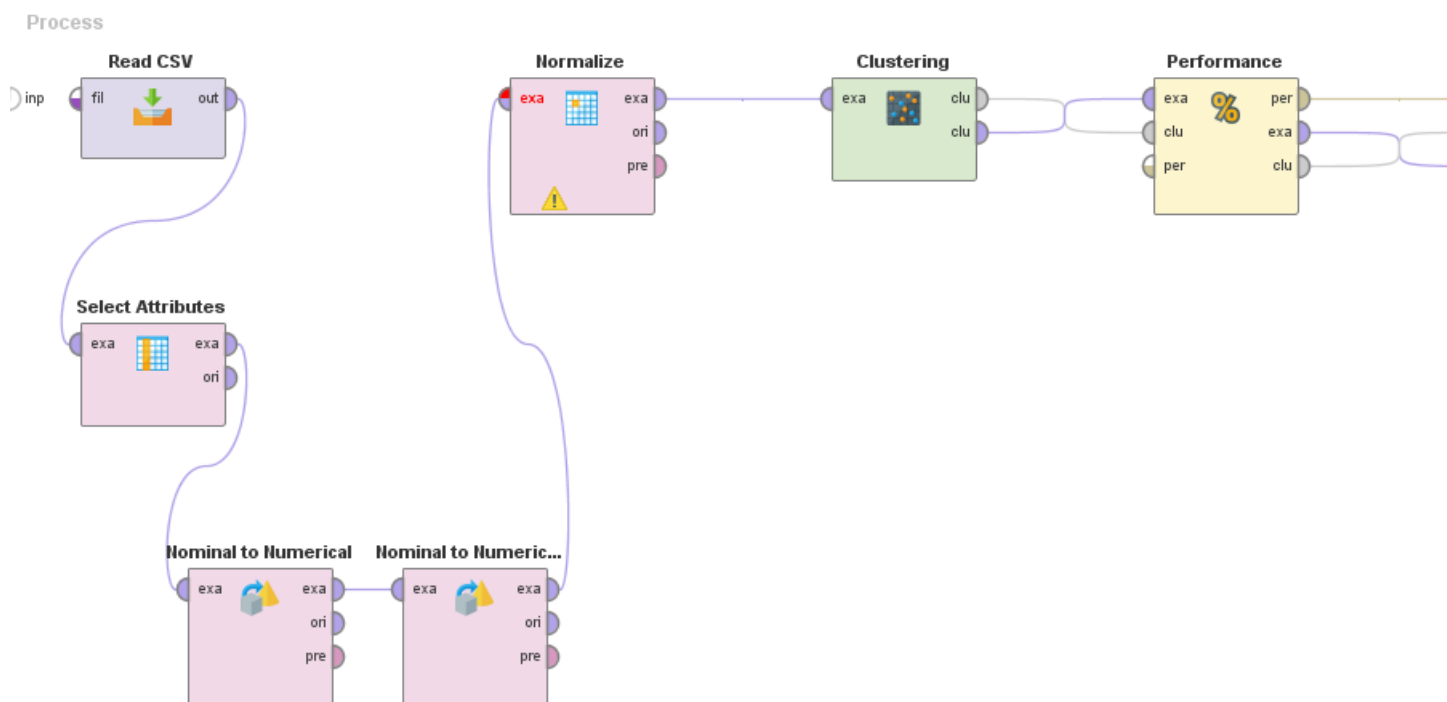 Process
Read CSV
inp
fil
out
Normalize
exa
exa
ori
pre
Clustering
exa
clu
clu
Performance
exa
per
clu
exa
per
clu
Select Attributes
exa
exa
ori
Nominal to Numerical
exa
exa
ori
pre
Nominal to Numeric...
exa
exa
ori
pre